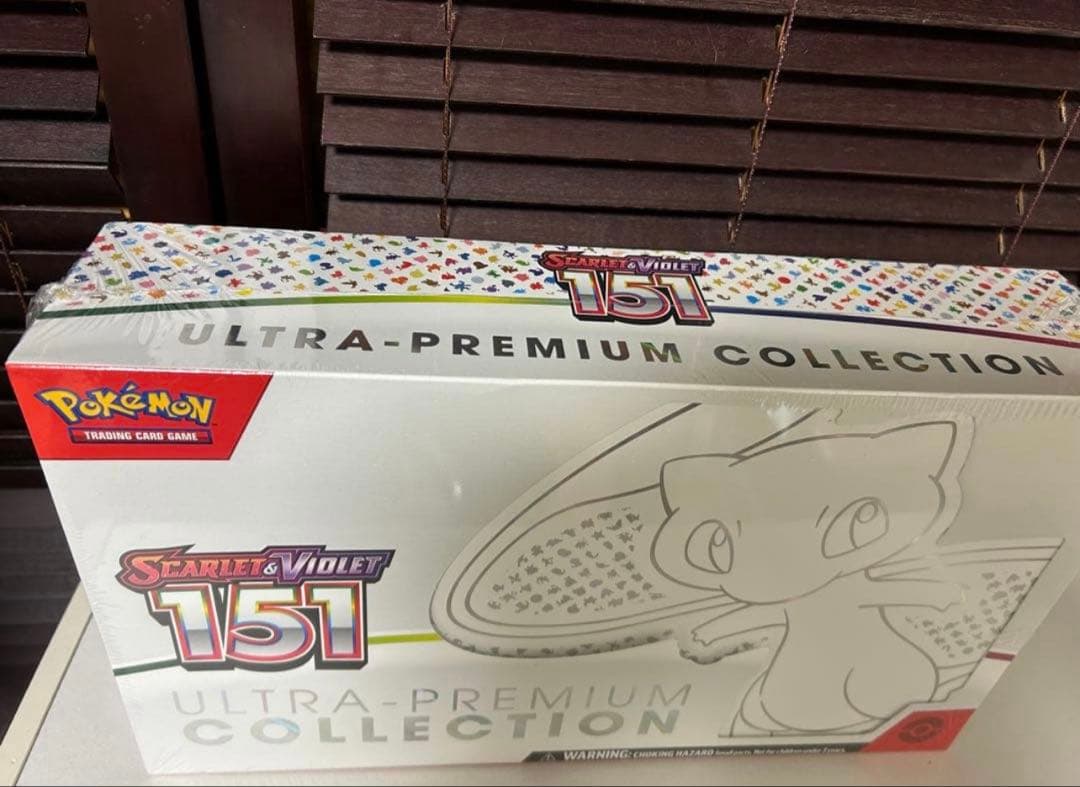 SCARLET & VIOLET
151
ULTRA-PREMIUM COLLECTION
POKéMON
TRADING CARD GAME
SCARLET & VIOLET
151
ULTRA-PREMIUM
COLLECTION
WARNING: CHOKING HAZARD